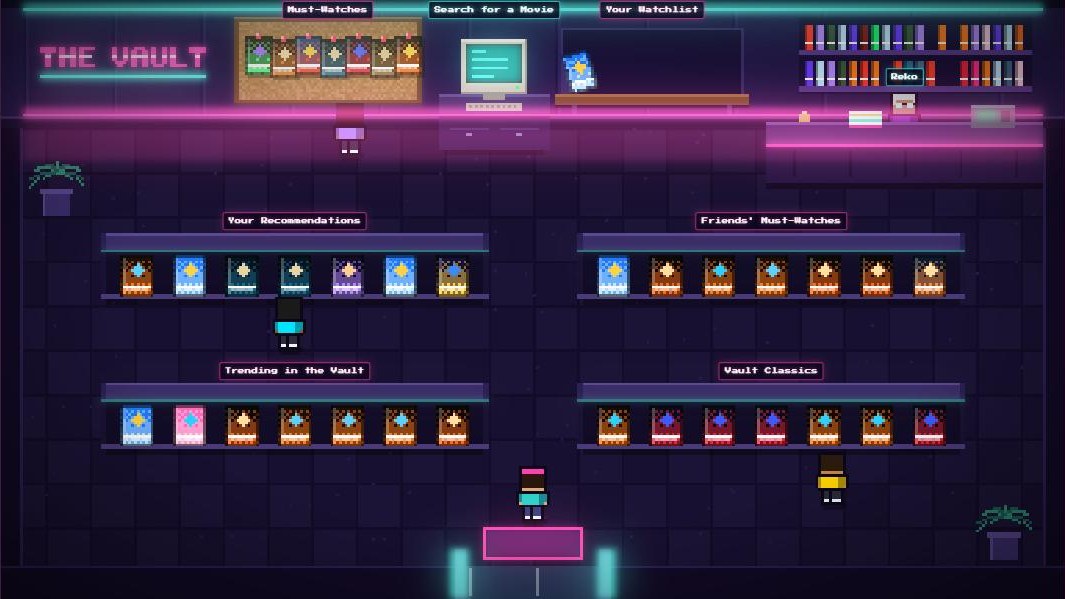 Must-Watches
Search for a Movie
Your Watchlist
THE VAULT
Reko
Your Recommendations
Friends' Must-Watches
Trending in the Vault
Vault Classics